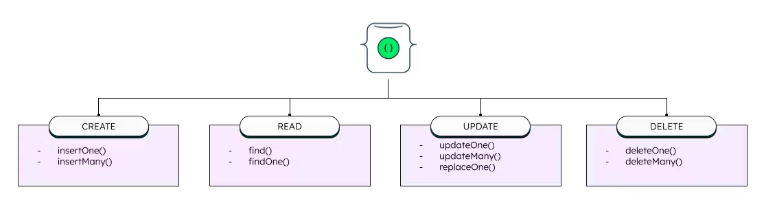 { }
CREATE
- insertOne()
- insertMany()
READ
- find()
- findOne()
UPDATE
- updateOne()
- updateMany()
- replaceOne()
DELETE
- deleteOne()
- deleteMany()